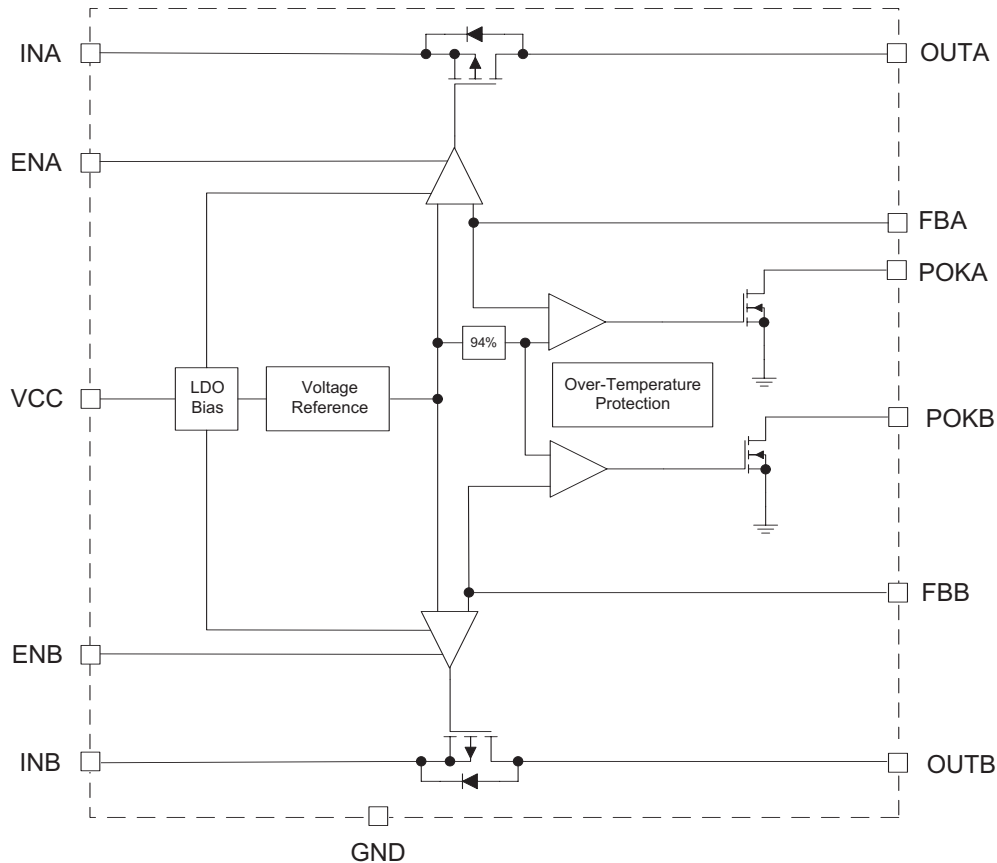 INA
OUTA
ENA
FBA
POKA
94%
VCC
LDO
Bias
Voltage
Reference
Over-Temperature
Protection
POKB
FBB
ENB
INB
OUTB
GND